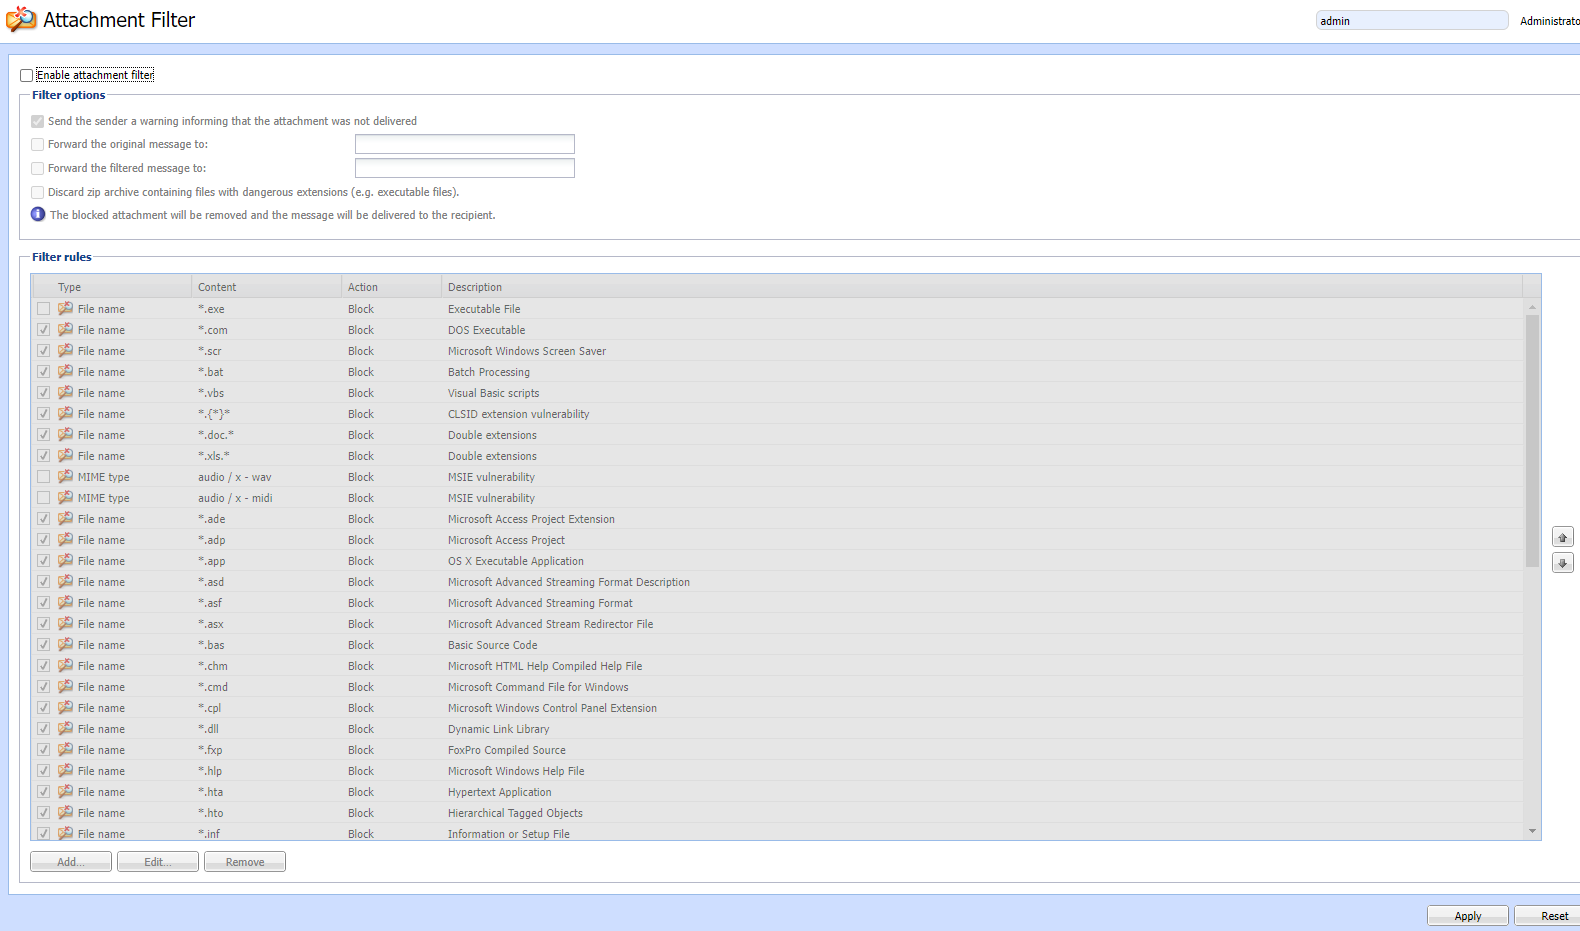 Attachment Filter
admin
Administrato
Enable attachment filter
Filter options
Send the sender a warning informing that the attachment was not delivered
Forward the original message to:
Forward the filtered message to:
Discard zip archive containing files with dangerous extensions (e.g. executable files).
The blocked attachment will be removed and the message will be delivered to the recipient.
Filter rules
Type Content Action Description
File name *.exe Block Executable File
File name *.com Block DOS Executable
File name *.scr Block Microsoft Windows Screen Saver
File name *.bat Block Batch Processing
File name *.vbs Block Visual Basic scripts
File name *.{*}* Block CLSID extension vulnerability
File name *.doc.* Block Double extensions
File name *.xls.* Block Double extensions
MIME type audio / x - wav Block MSIE vulnerability
MIME type audio / x - midi Block MSIE vulnerability
File name *.ade Block Microsoft Access Project Extension
File name *.adp Block Microsoft Access Project
File name *.app Block OS X Executable Application
File name *.asd Block Microsoft Advanced Streaming Format Description
File name *.asf Block Microsoft Advanced Streaming Format
File name *.asx Block Microsoft Advanced Stream Redirector File
File name *.bas Block Basic Source Code
File name *.chm Block Microsoft HTML Help Compiled Help File
File name *.cmd Block Microsoft Command File for Windows
File name *.cpl Block Microsoft Windows Control Panel Extension
File name *.dll Block Dynamic Link Library
File name *.fxp Block FoxPro Compiled Source
File name *.hlp Block Microsoft Windows Help File
File name *.hta Block Hypertext Application
File name *.hto Block Hierarchical Tagged Objects
File name *.inf Block Information or Setup File
Add... Edit... Remove
Apply Reset